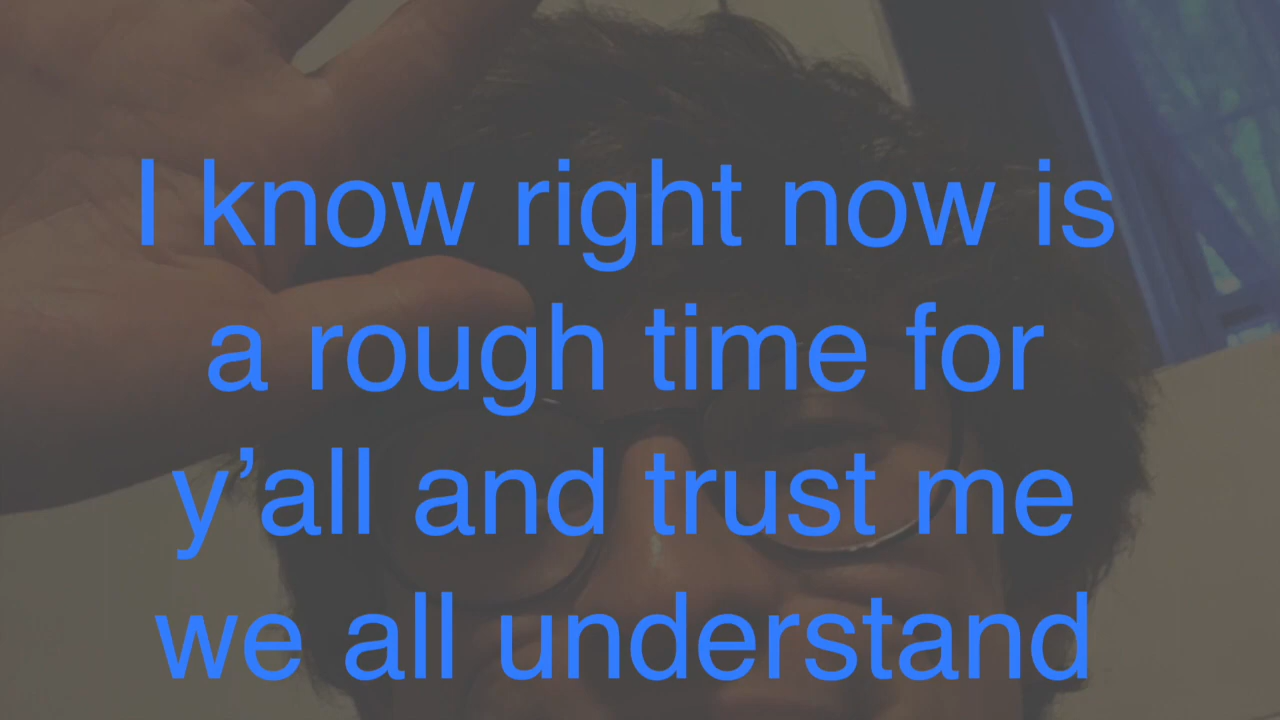 I know right now is
a rough time for
y’all and trust me
we all understand